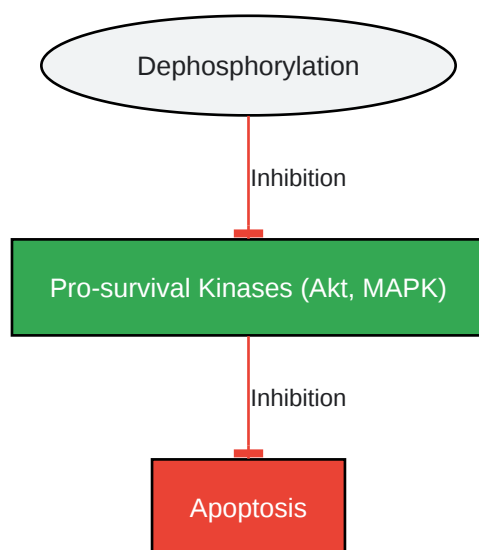 Dephosphorylation
Inhibition
Pro-survival Kinases (Akt, MAPK)
Inhibition
Apoptosis